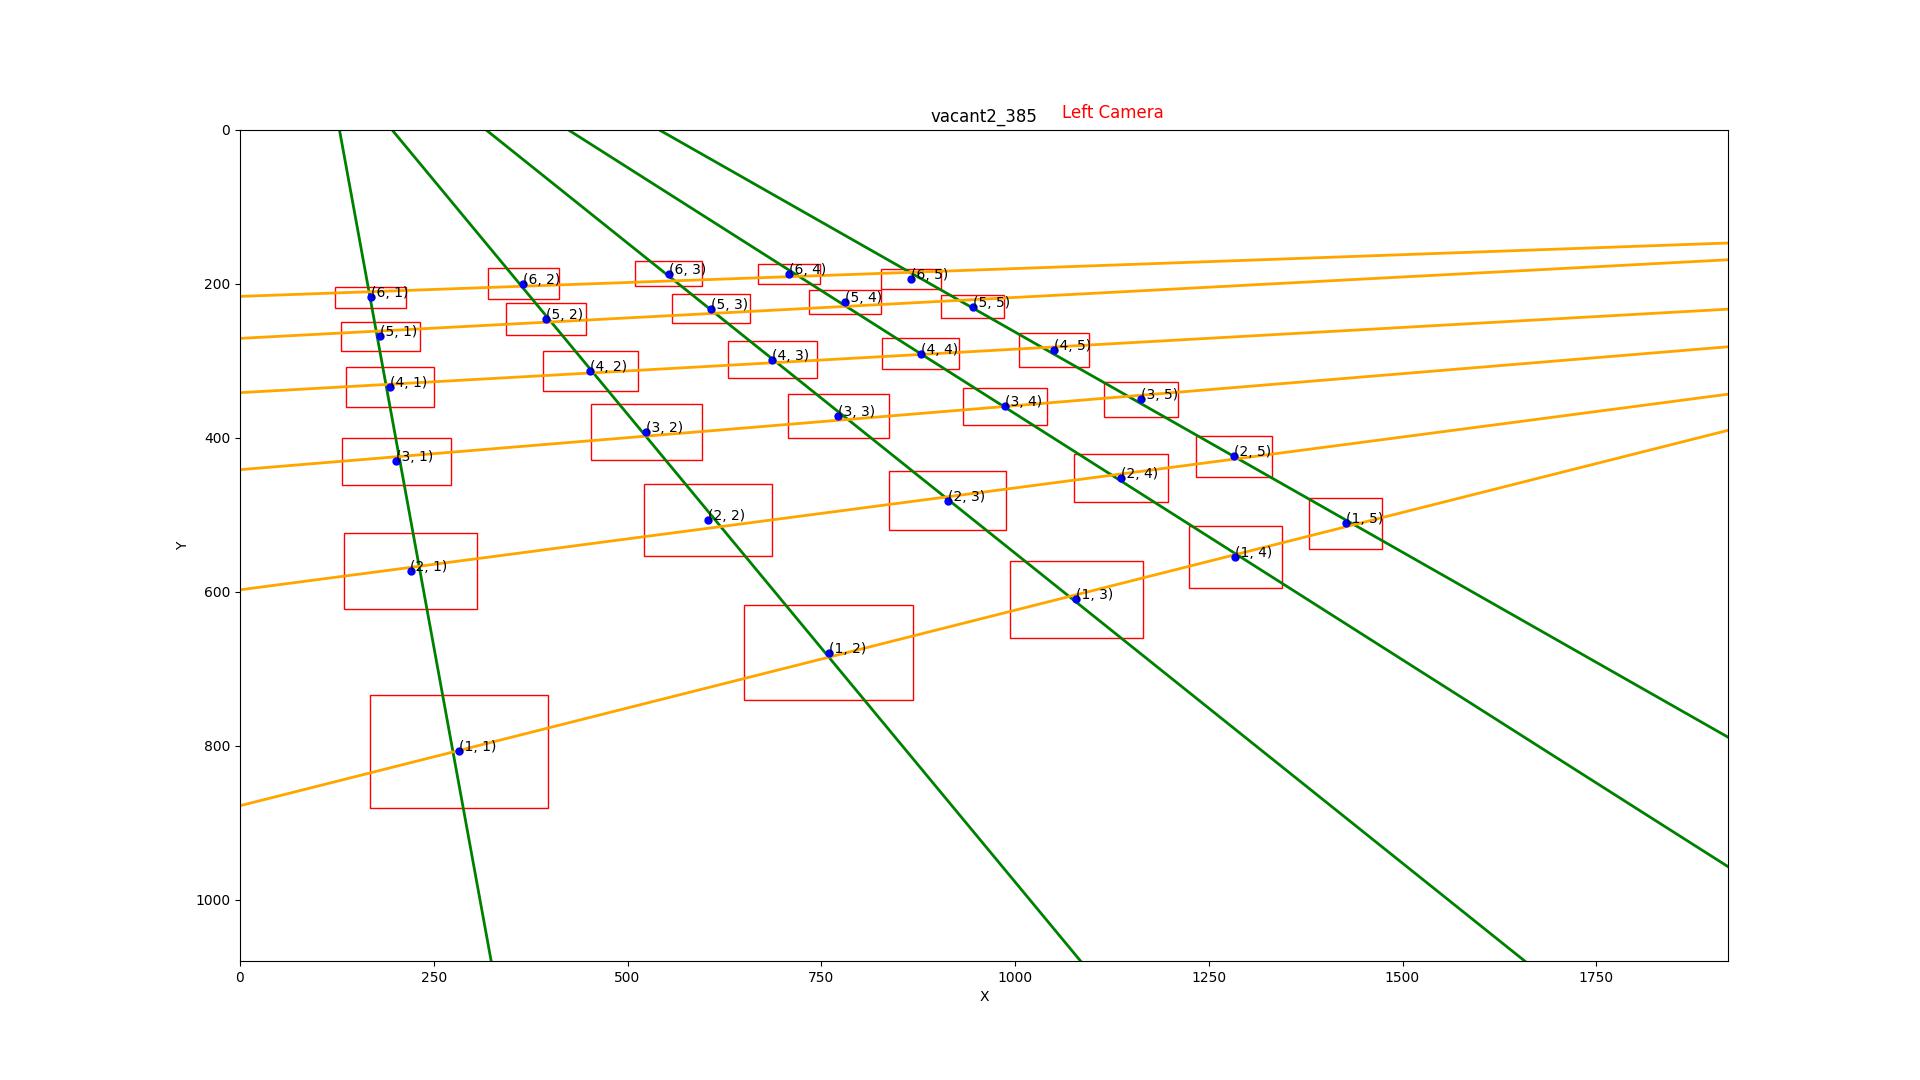 vacant2_385 Left Camera
0
(6, 3) (6, 4) (6, 5)
(6, 2)
200
(6, 1) (5, 3) (5, 4) (5, 5)
(5, 2)
(5, 1)
(4, 3) (4, 4) (4, 5)
(4, 2)
(4, 1)
(3, 5)
(3, 3) (3, 4)
(3, 2)
400
(3, 1) (2, 5)
(2, 4)
(2, 3)
(2, 2) (1, 5)
Y
(1, 4)
(2, 1)
600
(1, 3)
(1, 2)
800
(1, 1)
1000
0 250 500 750 1000 1250 1500 1750
X